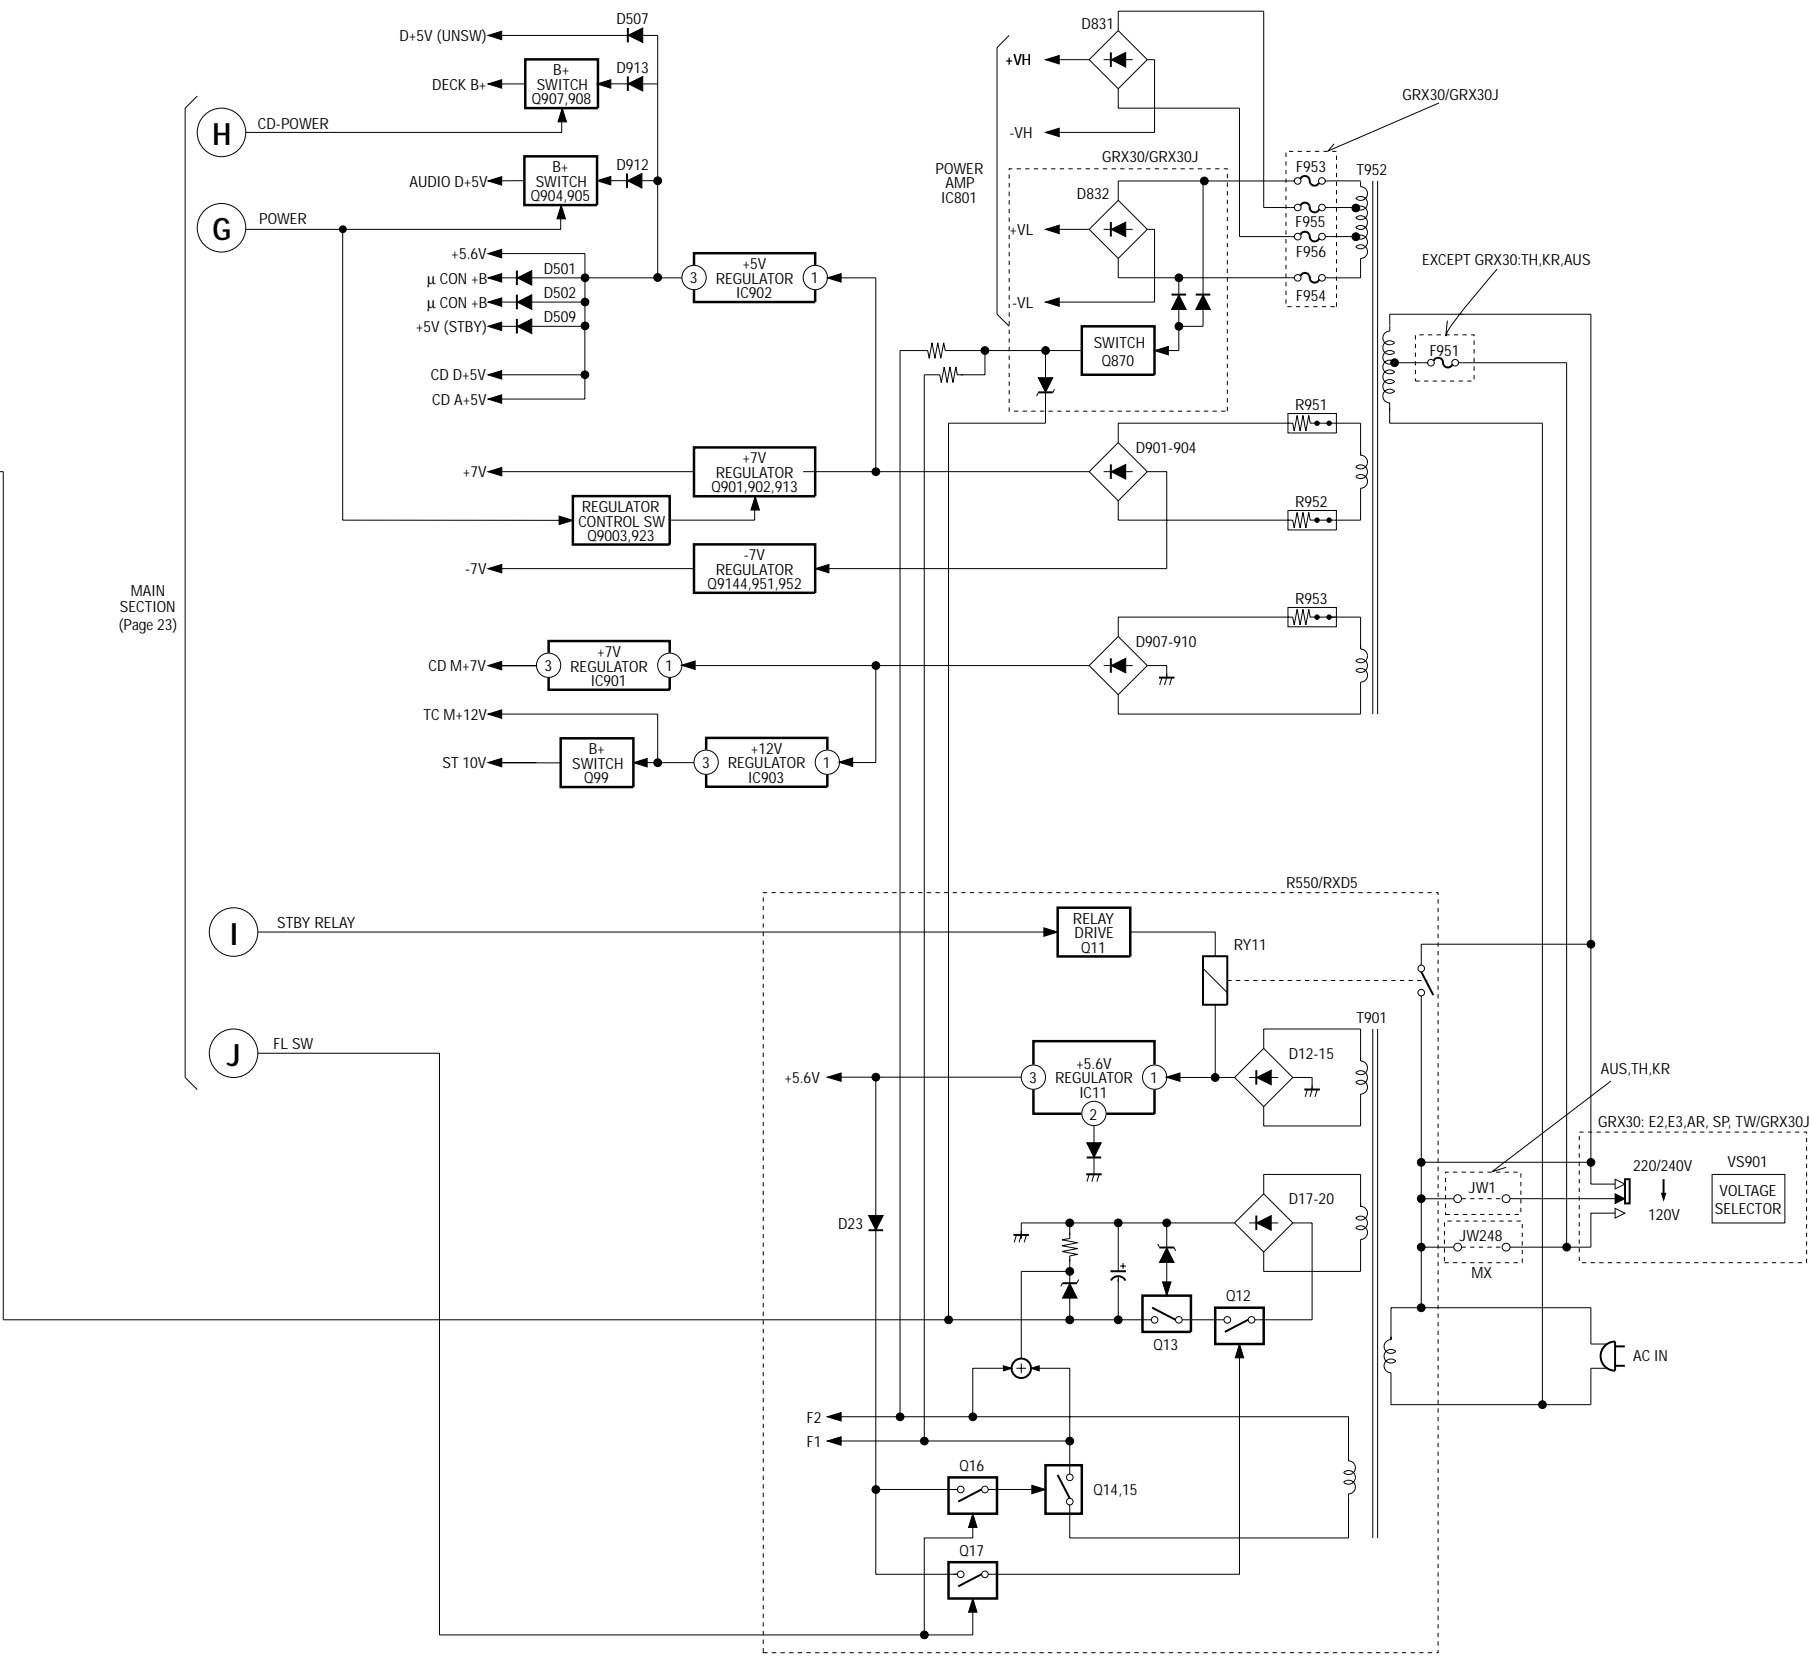 D507
D+5V (UNSW)
B+
SWITCH
Q907,908
D913
DECK B+
H
CD-POWER
B+
SWITCH
Q904,905
D912
AUDIO D+5V
G
POWER
+5.6V
μ CON +B
D501
μ CON +B
D502
+5V (STBY)
D509
CD D+5V
CD A+5V
3
+5V
REGULATOR
IC902
1
+7V
+7V
REGULATOR
Q901,902,913
REGULATOR
CONTROL SW
Q9003,923
-7V
-7V
REGULATOR
Q9144,951,952
MAIN
SECTION
(Page 23)
CD M+7V
3
+7V
REGULATOR
IC901
1
TC M+12V
ST 10V
B+
SWITCH
Q99
3
+12V
REGULATOR
IC903
1
D831
+VH
-VH
POWER
AMP
IC801
GRX30/GRX30J
D832
+VL
-VL
SWITCH
Q870
GRX30/GRX30J
F953
F955
F956
F954
T952
EXCEPT GRX30:TH,KR,AUS
F951
R951
D901-904
R952
R953
D907-910
R550/RXD5
I
STBY RELAY
RELAY
DRIVE
Q11
RY11
J
FL SW
T901
+5.6V
3
+5.6V
REGULATOR
IC11
1
2
D12-15
AUS,TH,KR
GRX30: E2,E3,AR, SP, TW/GRX30J
JW1
220/240V
120V
VS901
VOLTAGE
SELECTOR
JW248
MX
D23
D17-20
+
Q13
Q12
+
AC IN
F2
F1
Q16
Q14,15
Q17